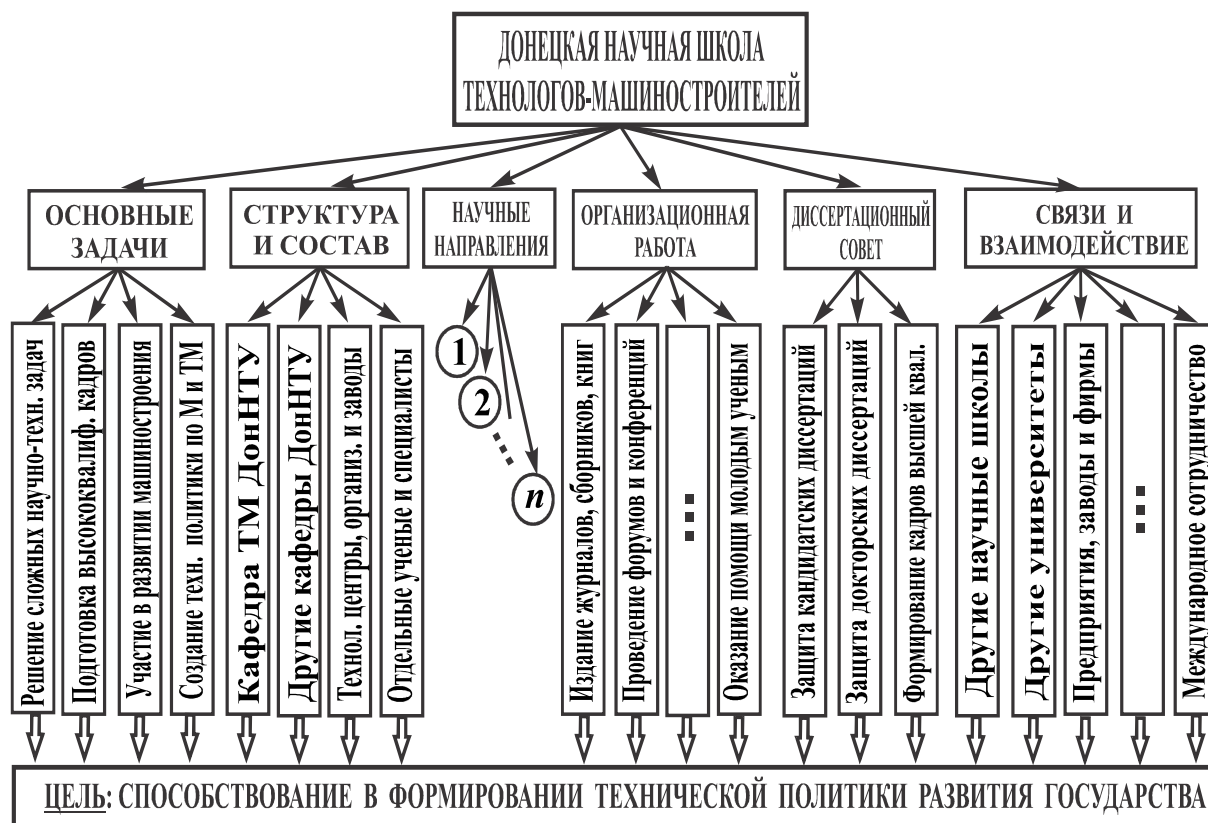 ДОНЕЦКАЯ НАУЧНАЯ ШКОЛА
ТЕХНОЛОГОВ-МАШИНОСТРОИТЕЛЕЙ
ОСНОВНЫЕ
ЗАДАЧИ
СТРУКТУРА
И СОСТАВ
НАУЧНЫЕ
НАПРАВЛЕНИЯ
ОРГАНИЗАЦИОННАЯ
РАБОТА
ДИССЕРТАЦИОННЫЙ
СОВЕТ
СВЯЗИ И
ВЗАИМОДЕЙСТВИЕ
Решение сложных научно-техн. задач
Подготовка высококвалиф. кадров
Участие в развитии машиностроения
Создание техн. политики по М и ТМ
Кафедра ТМ ДонНТУ
Другие кафедры ДонНТУ
Технол. центры, организ. и заводы
Отдельные ученые и специалисты
1
2
...
n
Издание журналов, сборников, книг
Проведение форумов и конференций
...
Оказание помощи молодым ученым
Защита кандидатских диссертаций
Защита докторских диссертаций
Формирование кадров высшей квал.
Другие научные школы
Другие университеты
Предприятия, заводы и фирмы
...
Международное сотрудничество
ЦЕЛЬ: СПОСОБСТВОВАНИЕ В ФОРМИРОВАНИИ ТЕХНИЧЕСКОЙ ПОЛИТИКИ РАЗВИТИЯ ГОСУДАРСТВА